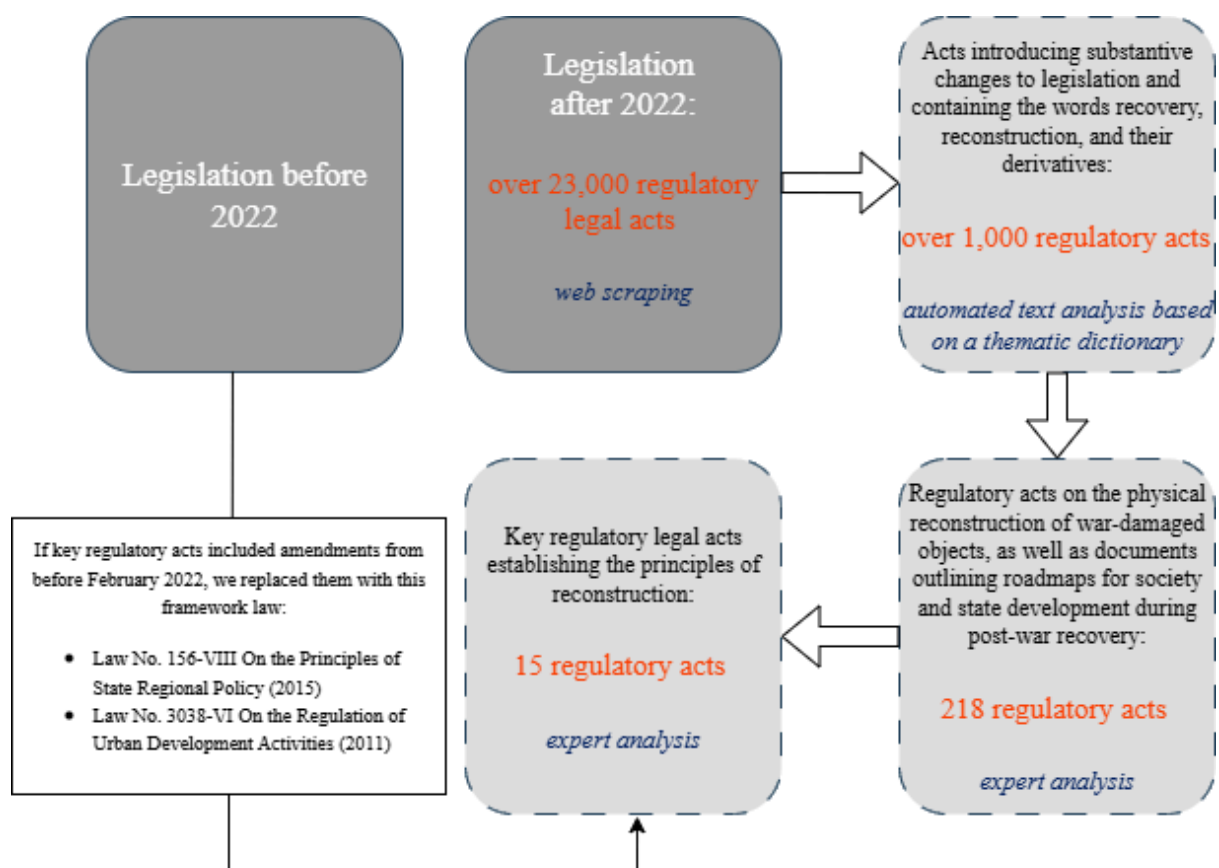 Legislation before
2022
Legislation
after 2022:
over 23,000 regulatory
legal acts
web scraping
Acts introducing substantive
changes to legislation and
containing the words recovery,
reconstruction, and their
derivatives:
over 1,000 regulatory acts
automated text analysis based
on a thematic dictionary
If key regulatory acts included amendments from
before February 2022, we replaced them with this
framework law:
• Law No. 156-VIII On the Principles of
State Regional Policy (2015)
• Law No. 3038-VI On the Regulation of
Urban Development Activities (2011)
Key regulatory legal acts
establishing the principles of
reconstruction:
15 regulatory acts
expert analysis
Regulatory acts on the physical
reconstruction of war-damaged
objects, as well as documents
outlining roadmaps for society
and state development during
post-war recovery:
218 regulatory acts
expert analysis